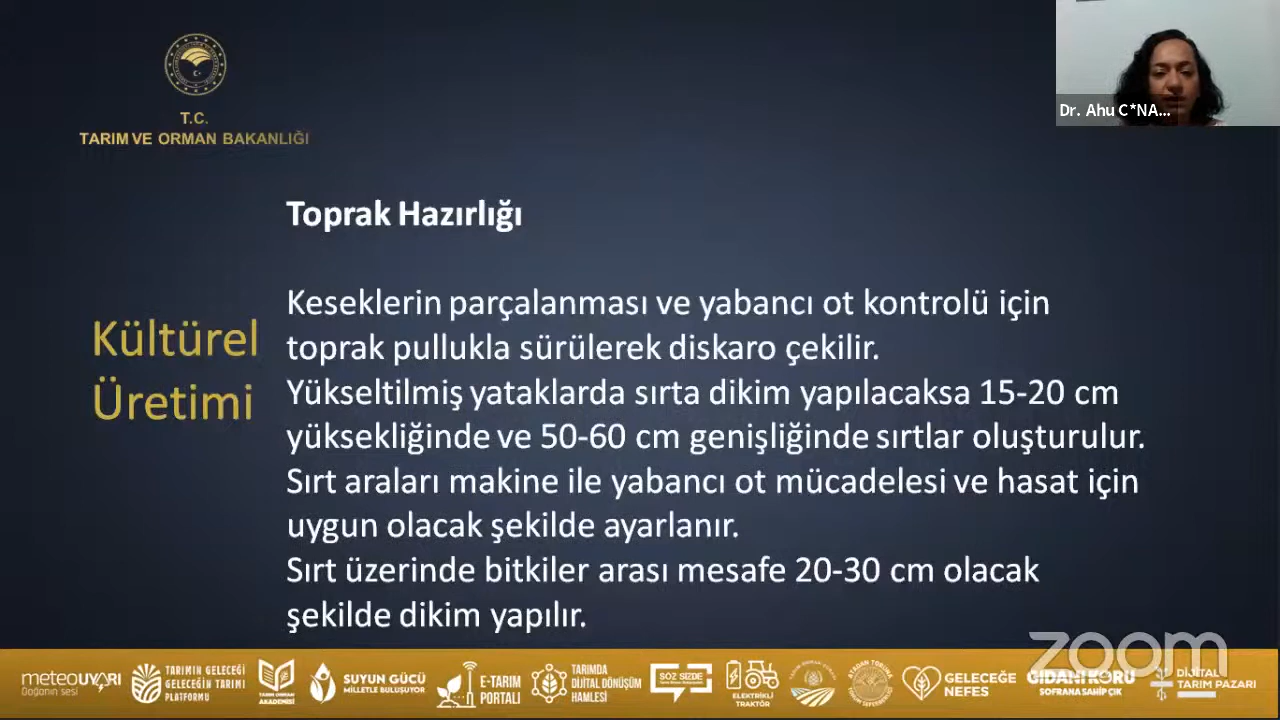 T.C.
TARIM VE ORMAN BAKANLIĞI
Dr. Ahu C*NA...
Toprak Hazırlığı
Kültürel
Üretimi
Keseklerin parçalanması ve yabancı ot kontrolü için
toprak pullukla sürülerek diskaro çekilir.
Yükseltilmiş yataklarda sırta dikim yapılacaksa 15-20 cm
yüksekliğinde ve 50-60 cm genişliğinde sırtlar oluşturulur.
Sırt araları makine ile yabancı ot mücadelesi ve hasat için
uygun olacak şekilde ayarlanır.
Sırt üzerinde bitkiler arası mesafe 20-30 cm olacak
şekilde dikim yapılır.
zoom
meteouyarı
Doğanın sesi
TARIMIN GELECEĞİ
GELECEĞİN TARIMI
PLATFORMU
TARIM ORMAN
AKADEMİSİ
SUYUN GÜCÜ
MİLLETLE BULUŞUYOR
E-TARIM
PORTALI
TARIMDA
DİJİTAL DÖNÜŞÜM
HAMLESİ
SÖZ SİZDE
ELEKTRİKLİ
TRAKTÖR
GELECEĞE
NEFES
GIDANI KORU
SOFRANA SAHİP ÇIK
DİJİTAL
TARIM PAZARI